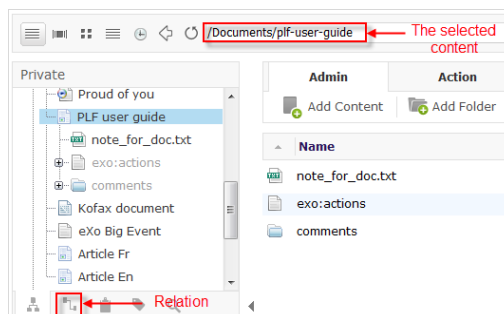 /Documents/plf-user-guide
The selected
content
Private
Proud of you
PLF user guide
note_for_doc.txt
exo:actions
comments
Kofax document
eXo Big Event
Article Fr
Article En
Relation
Admin
Action
Add Content
Add Folder
Name
note_for_doc.txt
exo:actions
comments